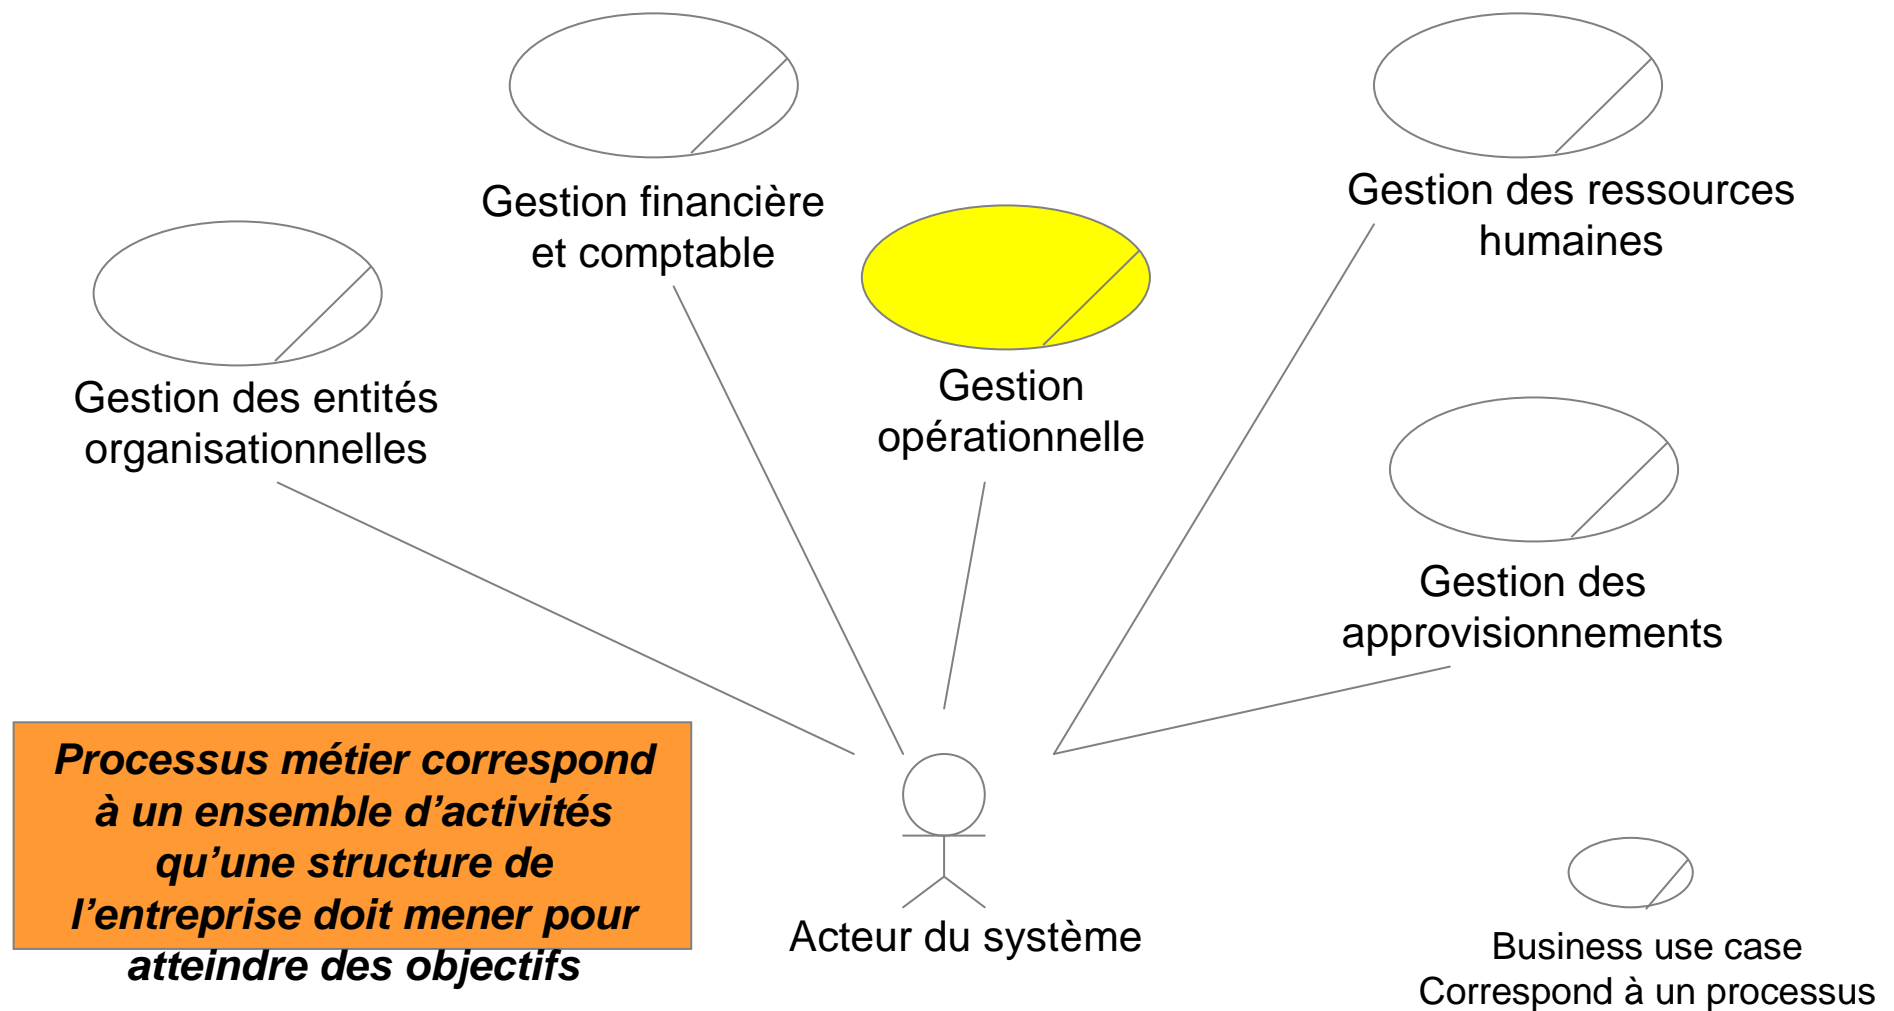 Gestion financière
et comptable
Gestion des ressources
humaines
Gestion des entités
organisationnelles
Gestion
opérationnelle
Gestion des
approvisionnements
Processus métier correspond
à un ensemble d’activités
qu’une structure de
l’entreprise doit mener pour
atteindre des objectifs
Acteur du système
Business use case
Correspond à un processus